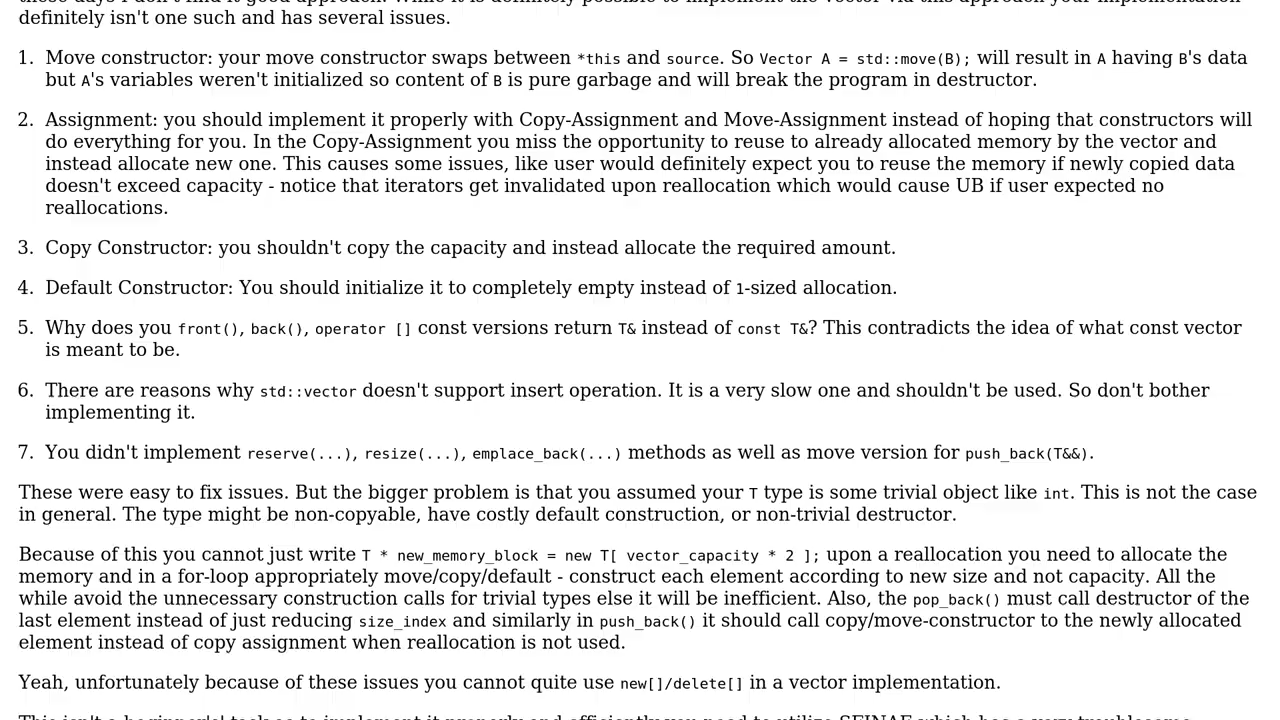 definitely isn't one such and has several issues.
1. Move constructor: your move constructor swaps between *this and source. So Vector A = std::move(B); will result in A having B's data
but A's variables weren't initialized so content of B is pure garbage and will break the program in destructor.
2. Assignment: you should implement it properly with Copy-Assignment and Move-Assignment instead of hoping that constructors will
do everything for you. In the Copy-Assignment you miss the opportunity to reuse to already allocated memory by the vector and
instead allocate new one. This causes some issues, like user would definitely expect you to reuse the memory if newly copied data
doesn't exceed capacity - notice that iterators get invalidated upon reallocation which would cause UB if user expected no
reallocations.
3. Copy Constructor: you shouldn't copy the capacity and instead allocate the required amount.
4. Default Constructor: You should initialize it to completely empty instead of 1-sized allocation.
5. Why does you front(), back(), operator [] const versions return T& instead of const T&? This contradicts the idea of what const vector
is meant to be.
6. There are reasons why std::vector doesn't support insert operation. It is a very slow one and shouldn't be used. So don't bother
implementing it.
7. You didn't implement reserve(...), resize(...), emplace_back(...) methods as well as move version for push_back(T&&).
These were easy to fix issues. But the bigger problem is that you assumed your T type is some trivial object like int. This is not the case
in general. The type might be non-copyable, have costly default construction, or non-trivial destructor.
Because of this you cannot just write T * new_memory_block = new T[ vector_capacity * 2 ]; upon a reallocation you need to allocate the
memory and in a for-loop appropriately move/copy/default - construct each element according to new size and not capacity. All the
while avoid the unnecessary construction calls for trivial types else it will be inefficient. Also, the pop_back() must call destructor of the
last element instead of just reducing size_index and similarly in push_back() it should call copy/move-constructor to the newly allocated
element instead of copy assignment when reallocation is not used.
Yeah, unfortunately because of these issues you cannot quite use new[]/delete[] in a vector implementation.